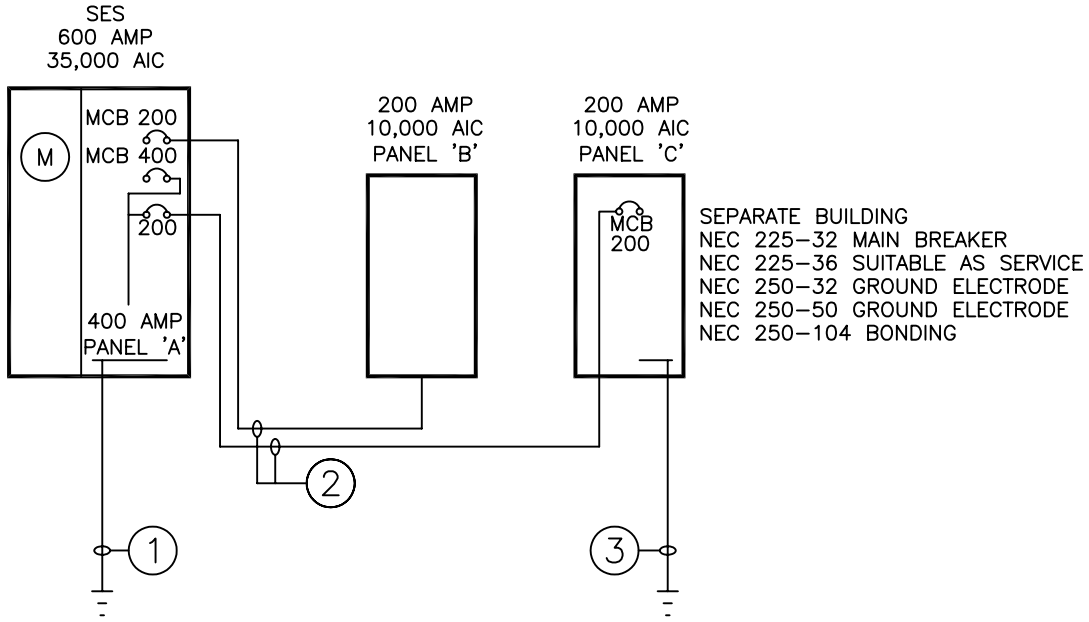 SES
600 AMP
35,000 AIC
MCB 200
M
MCB 400
200
400 AMP
PANEL 'A'
200 AMP
10,000 AIC
PANEL 'B'
200 AMP
10,000 AIC
PANEL 'C'
MCB
200
SEPARATE BUILDING
NEC 225-32 MAIN BREAKER
NEC 225-36 SUITABLE AS SERVICE
NEC 250-32 GROUND ELECTRODE
NEC 250-50 GROUND ELECTRODE
NEC 250-104 BONDING
2
1
3